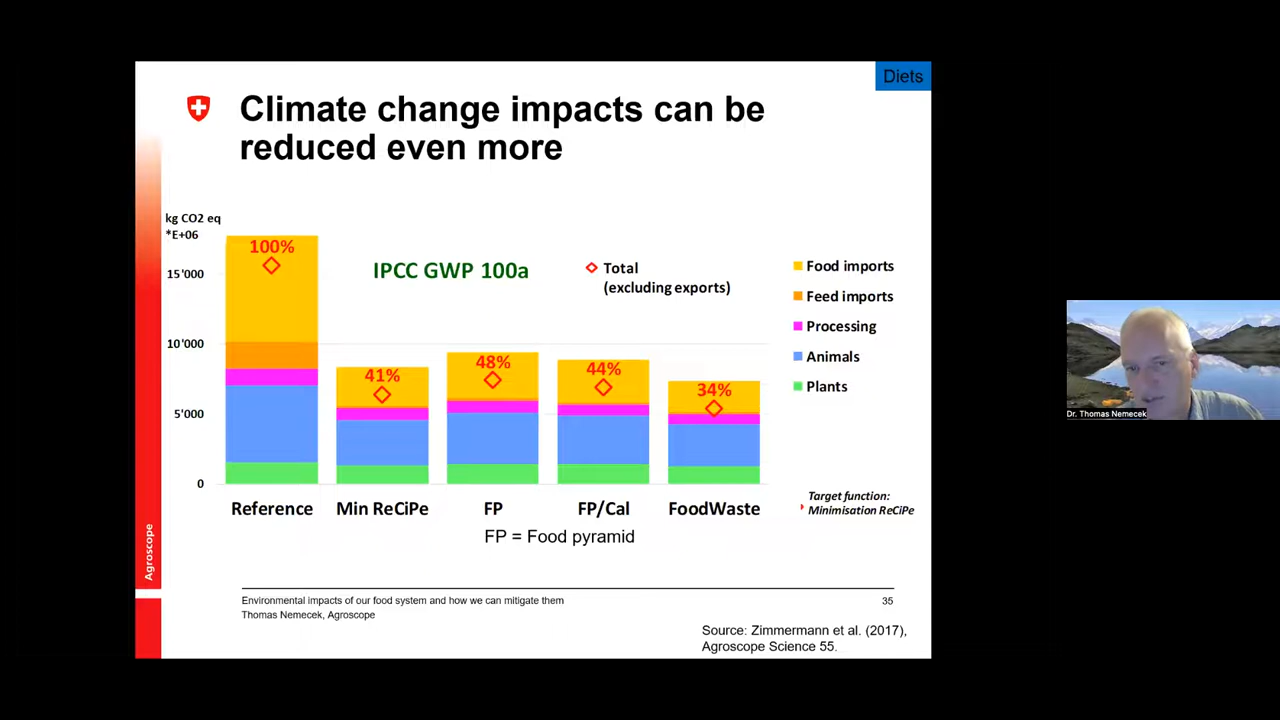 Diets
Climate change impacts can be
reduced even more
kg CO2 eq
*E+06
15'000
10'000
5'000
0
100%
41%
48%
44%
34%
IPCC GWP 100a
Total
(excluding exports)
Food imports
Feed imports
Processing
Animals
Plants
Reference
Min ReCiPe
FP
FP/Cal
FoodWaste
FP = Food pyramid
Target function:
Minimisation ReCiPe
Agroscope
Environmental impacts of our food system and how we can mitigate them
Thomas Nemecek, Agroscope
35
Source: Zimmermann et al. (2017),
Agroscope Science 55.
Dr. Thomas Nemecek